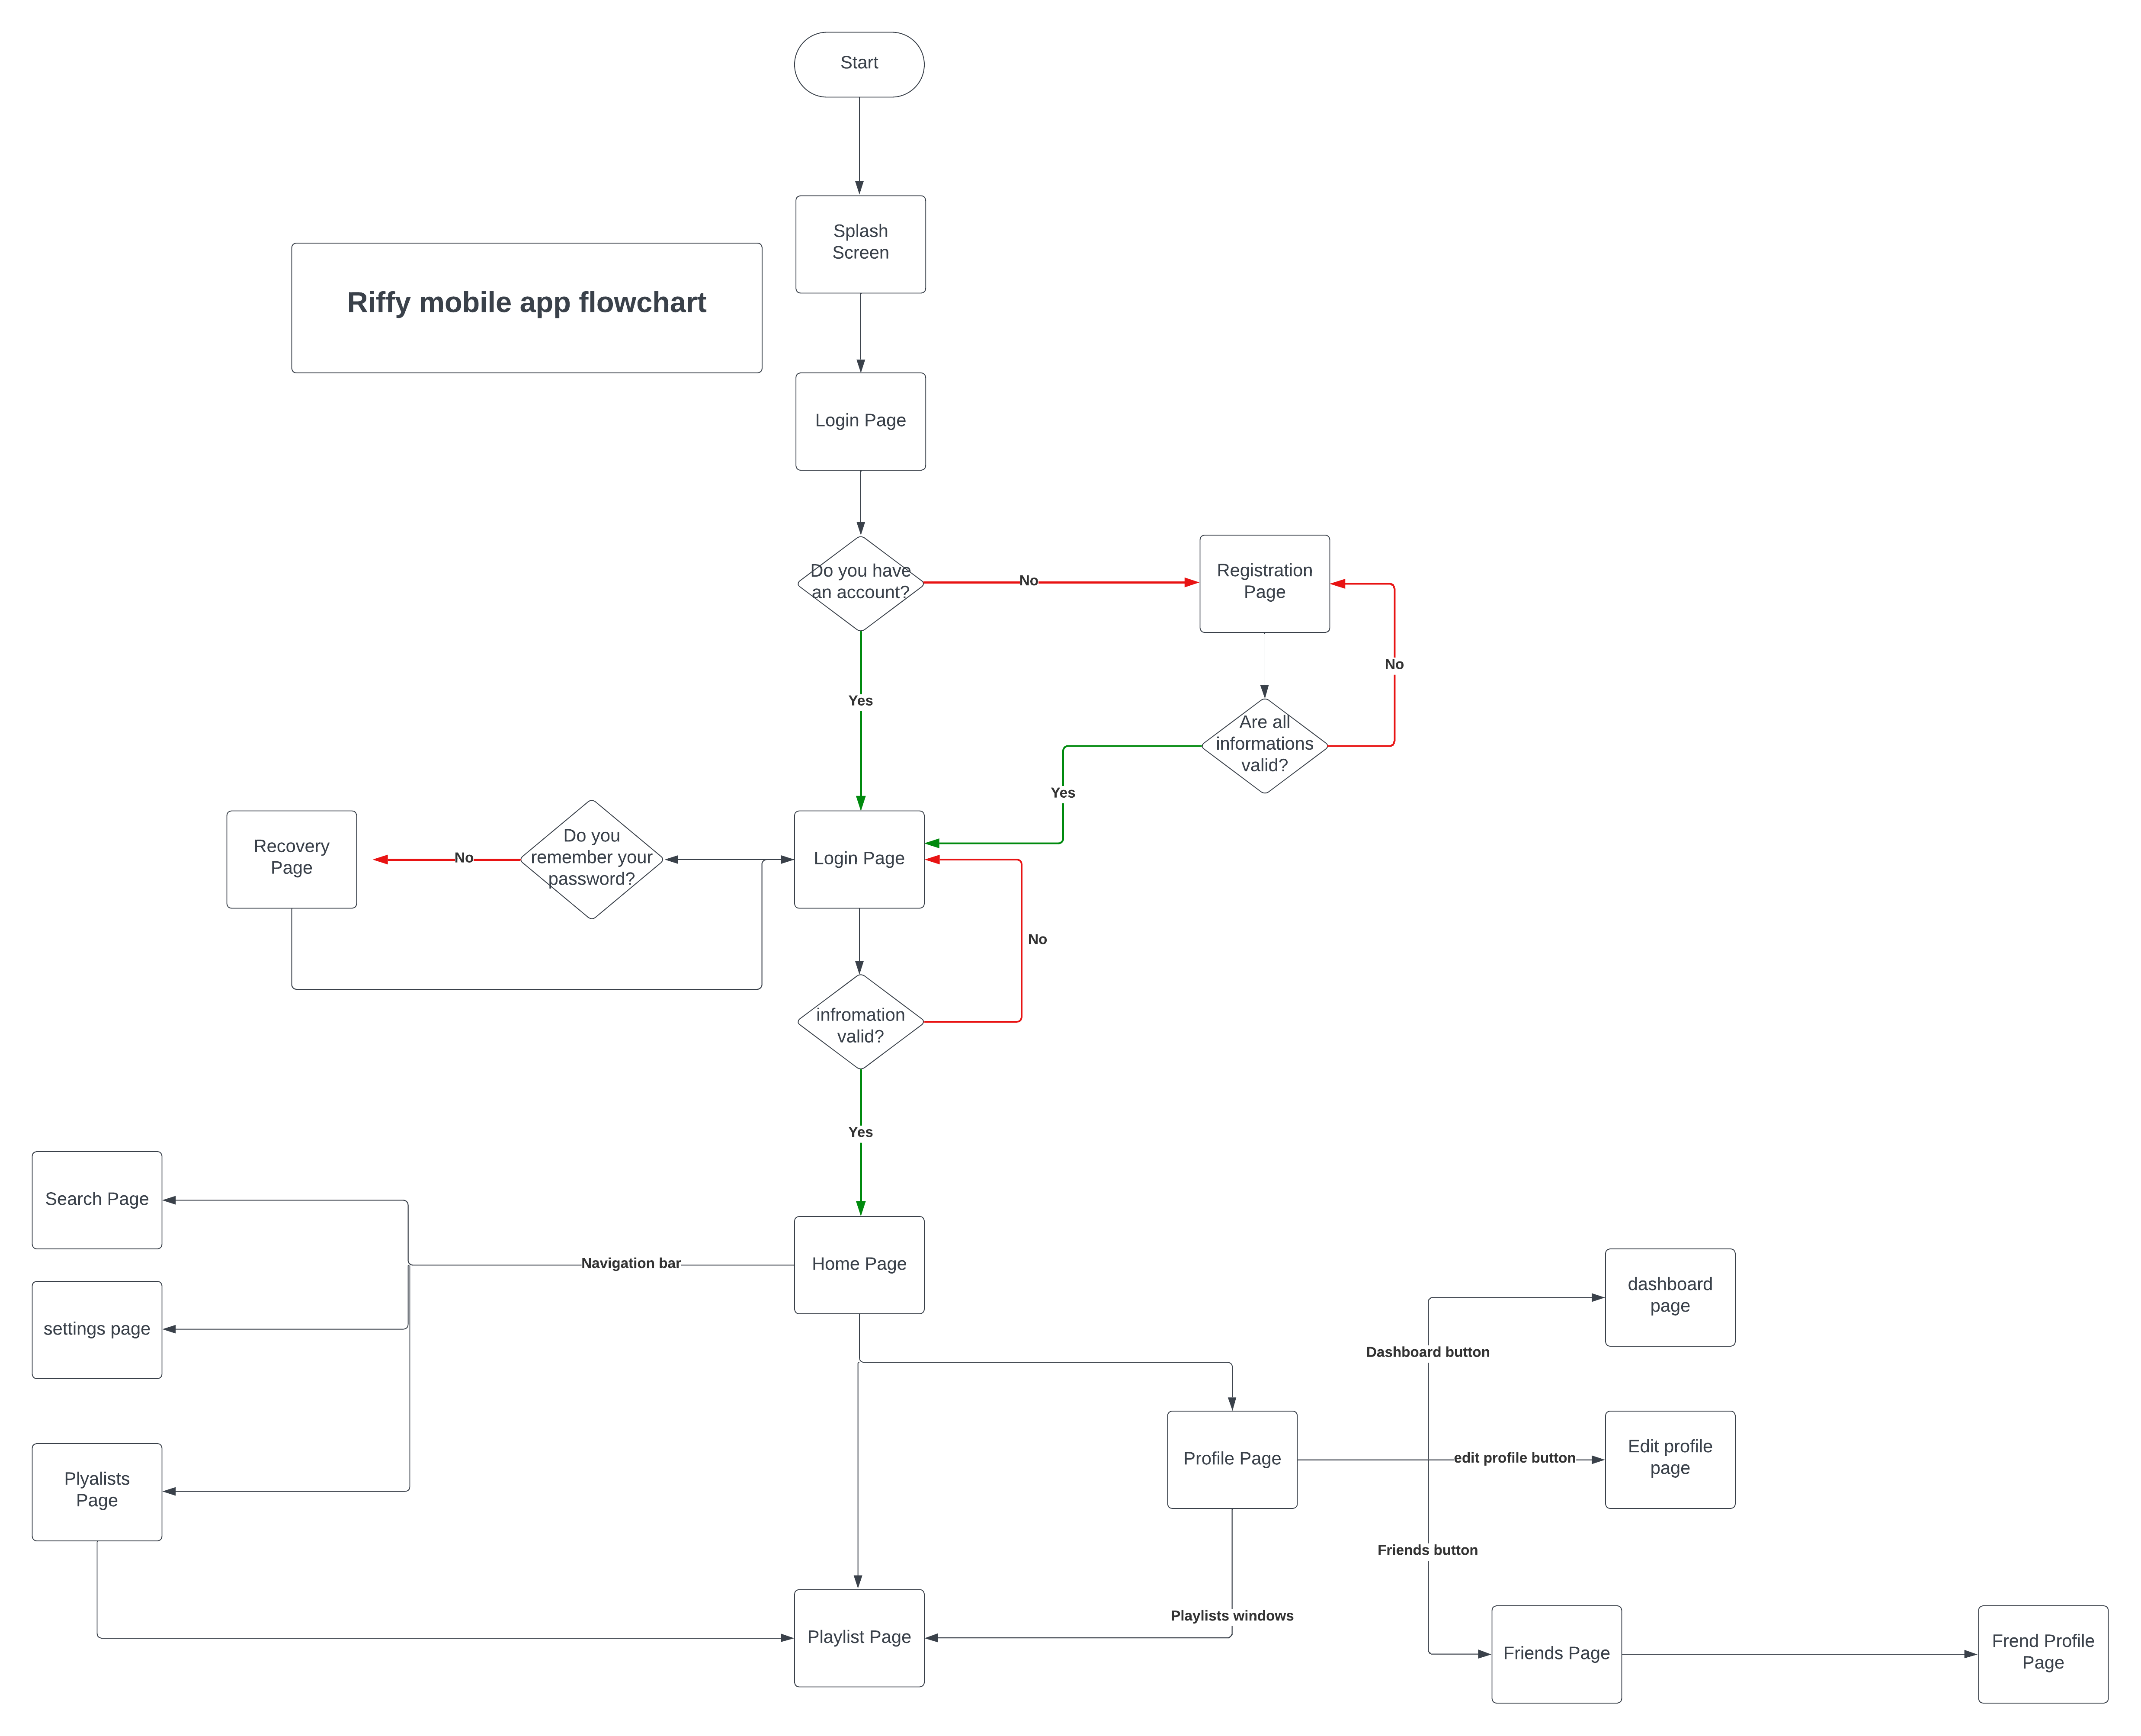 Start
Splash
Screen
Riffy mobile app flowchart
Login Page
Do you have
an account?
No
Registration
Page
No
Yes
Are all
informations
valid?
Yes
Recovery
Page
No
Do you
remember your
password?
Login Page
No
infromation
valid?
Yes
Search Page
Navigation bar
Home Page
settings page
dashboard
page
Dashboard button
Plyalists
Page
Profile Page
edit profile button
Edit profile
page
Friends button
Playlists windows
Playlist Page
Friends Page
Frend Profile
Page